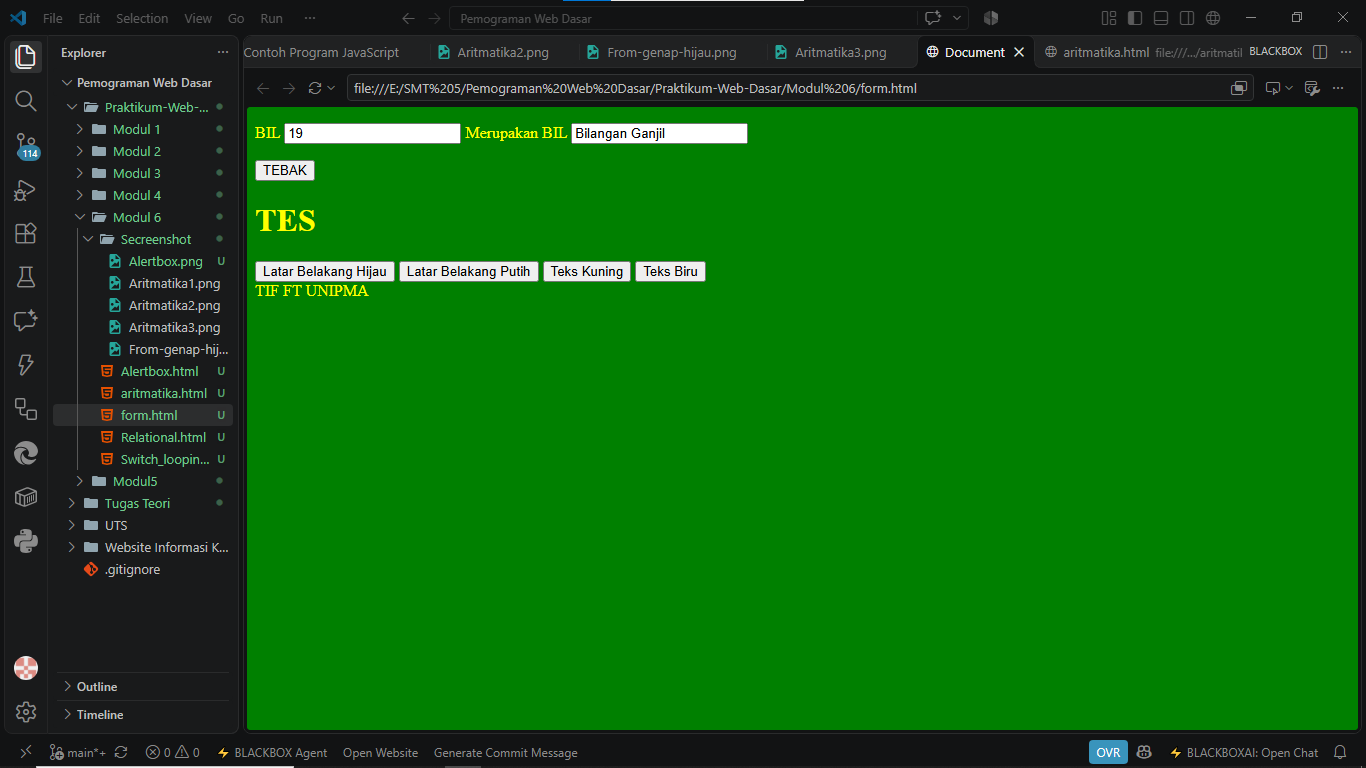 File Edit Selection View Go Run ··· Pemograman Web Dasar
Explorer ···
Contoh Program JavaScript Aritmatika2.png From-genap-hijau.png Aritmatika3.png Document aritmatika.html file:///.../aritmatil BLACKBOX ···
file:///E:/SMT%205/Pemograman%20Web%20Dasar/Praktikum-Web-Dasar/Modul%206/form.html ···
Pemograman Web Dasar
Praktikum-Web-...
Modul 1
Modul 2
Modul 3
Modul 4
Modul 6
Secreenshot
Alertbox.png U
Aritmatika1.png
Aritmatika2.png
Aritmatika3.png
From-genap-hij...
Alertbox.html U
aritmatika.html U
form.html U
Relational.html U
Switch_loopin... U
Modul5
Tugas Teori
UTS
Website Informasi K...
.gitignore
114
Outline
Timeline
BIL 19 Merupakan BIL Bilangan Ganjil
TEBAK
TES
Latar Belakang Hijau Latar Belakang Putih Teks Kuning Teks Biru
TIF FT UNIPMA
main*+ 0 0 BLACKBOX Agent Open Website Generate Commit Message OVR BLACKBOXAI: Open Chat